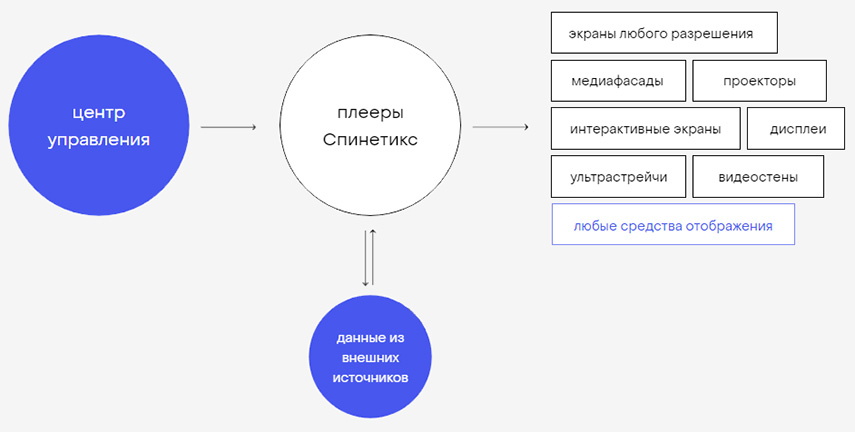 центр
управления
плееры
Спинетикс
экраны любого разрешения
медиафасады
проекторы
интерактивные экраны
дисплеи
ультрастрейчи
видеостены
любые средства отображения
данные из
внешних
источников